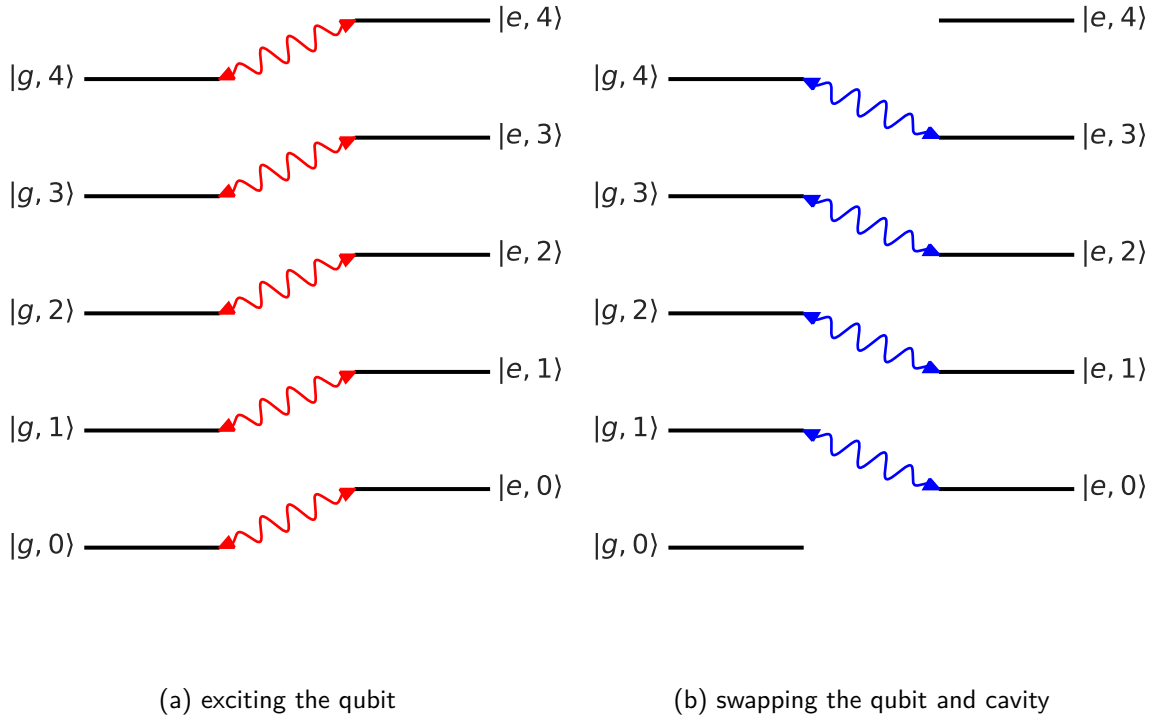 |e, 4⟩
|g, 4⟩
|e, 3⟩
|g, 3⟩
|e, 2⟩
|g, 2⟩
|e, 1⟩
|g, 1⟩
|e, 0⟩
|g, 0⟩
(a) exciting the qubit
|e, 4⟩
|g, 4⟩
|e, 3⟩
|g, 3⟩
|e, 2⟩
|g, 2⟩
|e, 1⟩
|g, 1⟩
|e, 0⟩
|g, 0⟩
(b) swapping the qubit and cavity